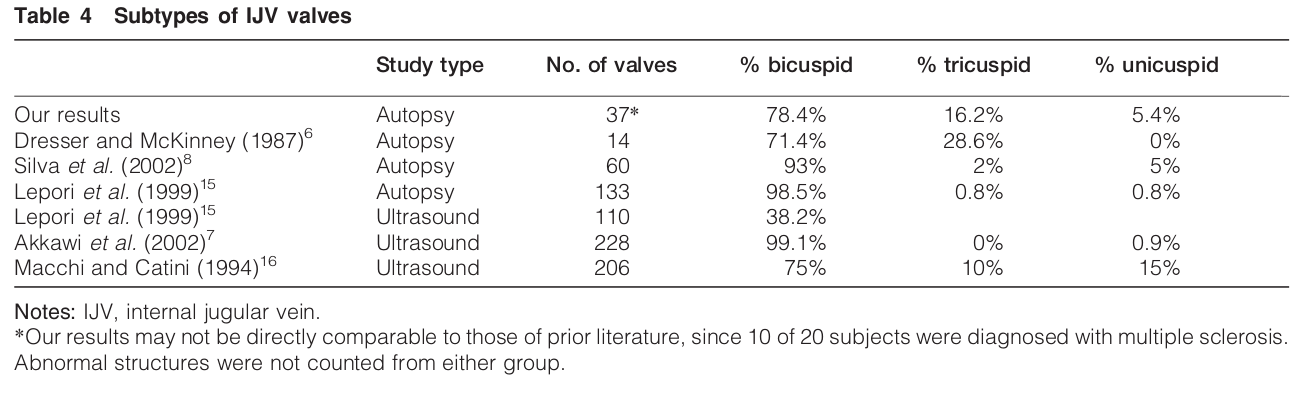 Table 4 Subtypes of IJV valves
Study type No. of valves % bicuspid % tricuspid % unicuspid
Our results Autopsy 37* 78.4% 16.2% 5.4%
Dresser and McKinney (1987)6 Autopsy 14 71.4% 28.6% 0%
Silva et al. (2002)8 Autopsy 60 93% 2% 5%
Lepori et al. (1999)15 Autopsy 133 98.5% 0.8% 0.8%
Lepori et al. (1999)15 Ultrasound 110 38.2%
Akkawi et al. (2002)7 Ultrasound 228 99.1% 0% 0.9%
Macchi and Catini (1994)16 Ultrasound 206 75% 10% 15%
Notes: IJV, internal jugular vein.
*Our results may not be directly comparable to those of prior literature, since 10 of 20 subjects were diagnosed with multiple sclerosis.
Abnormal structures were not counted from either group.